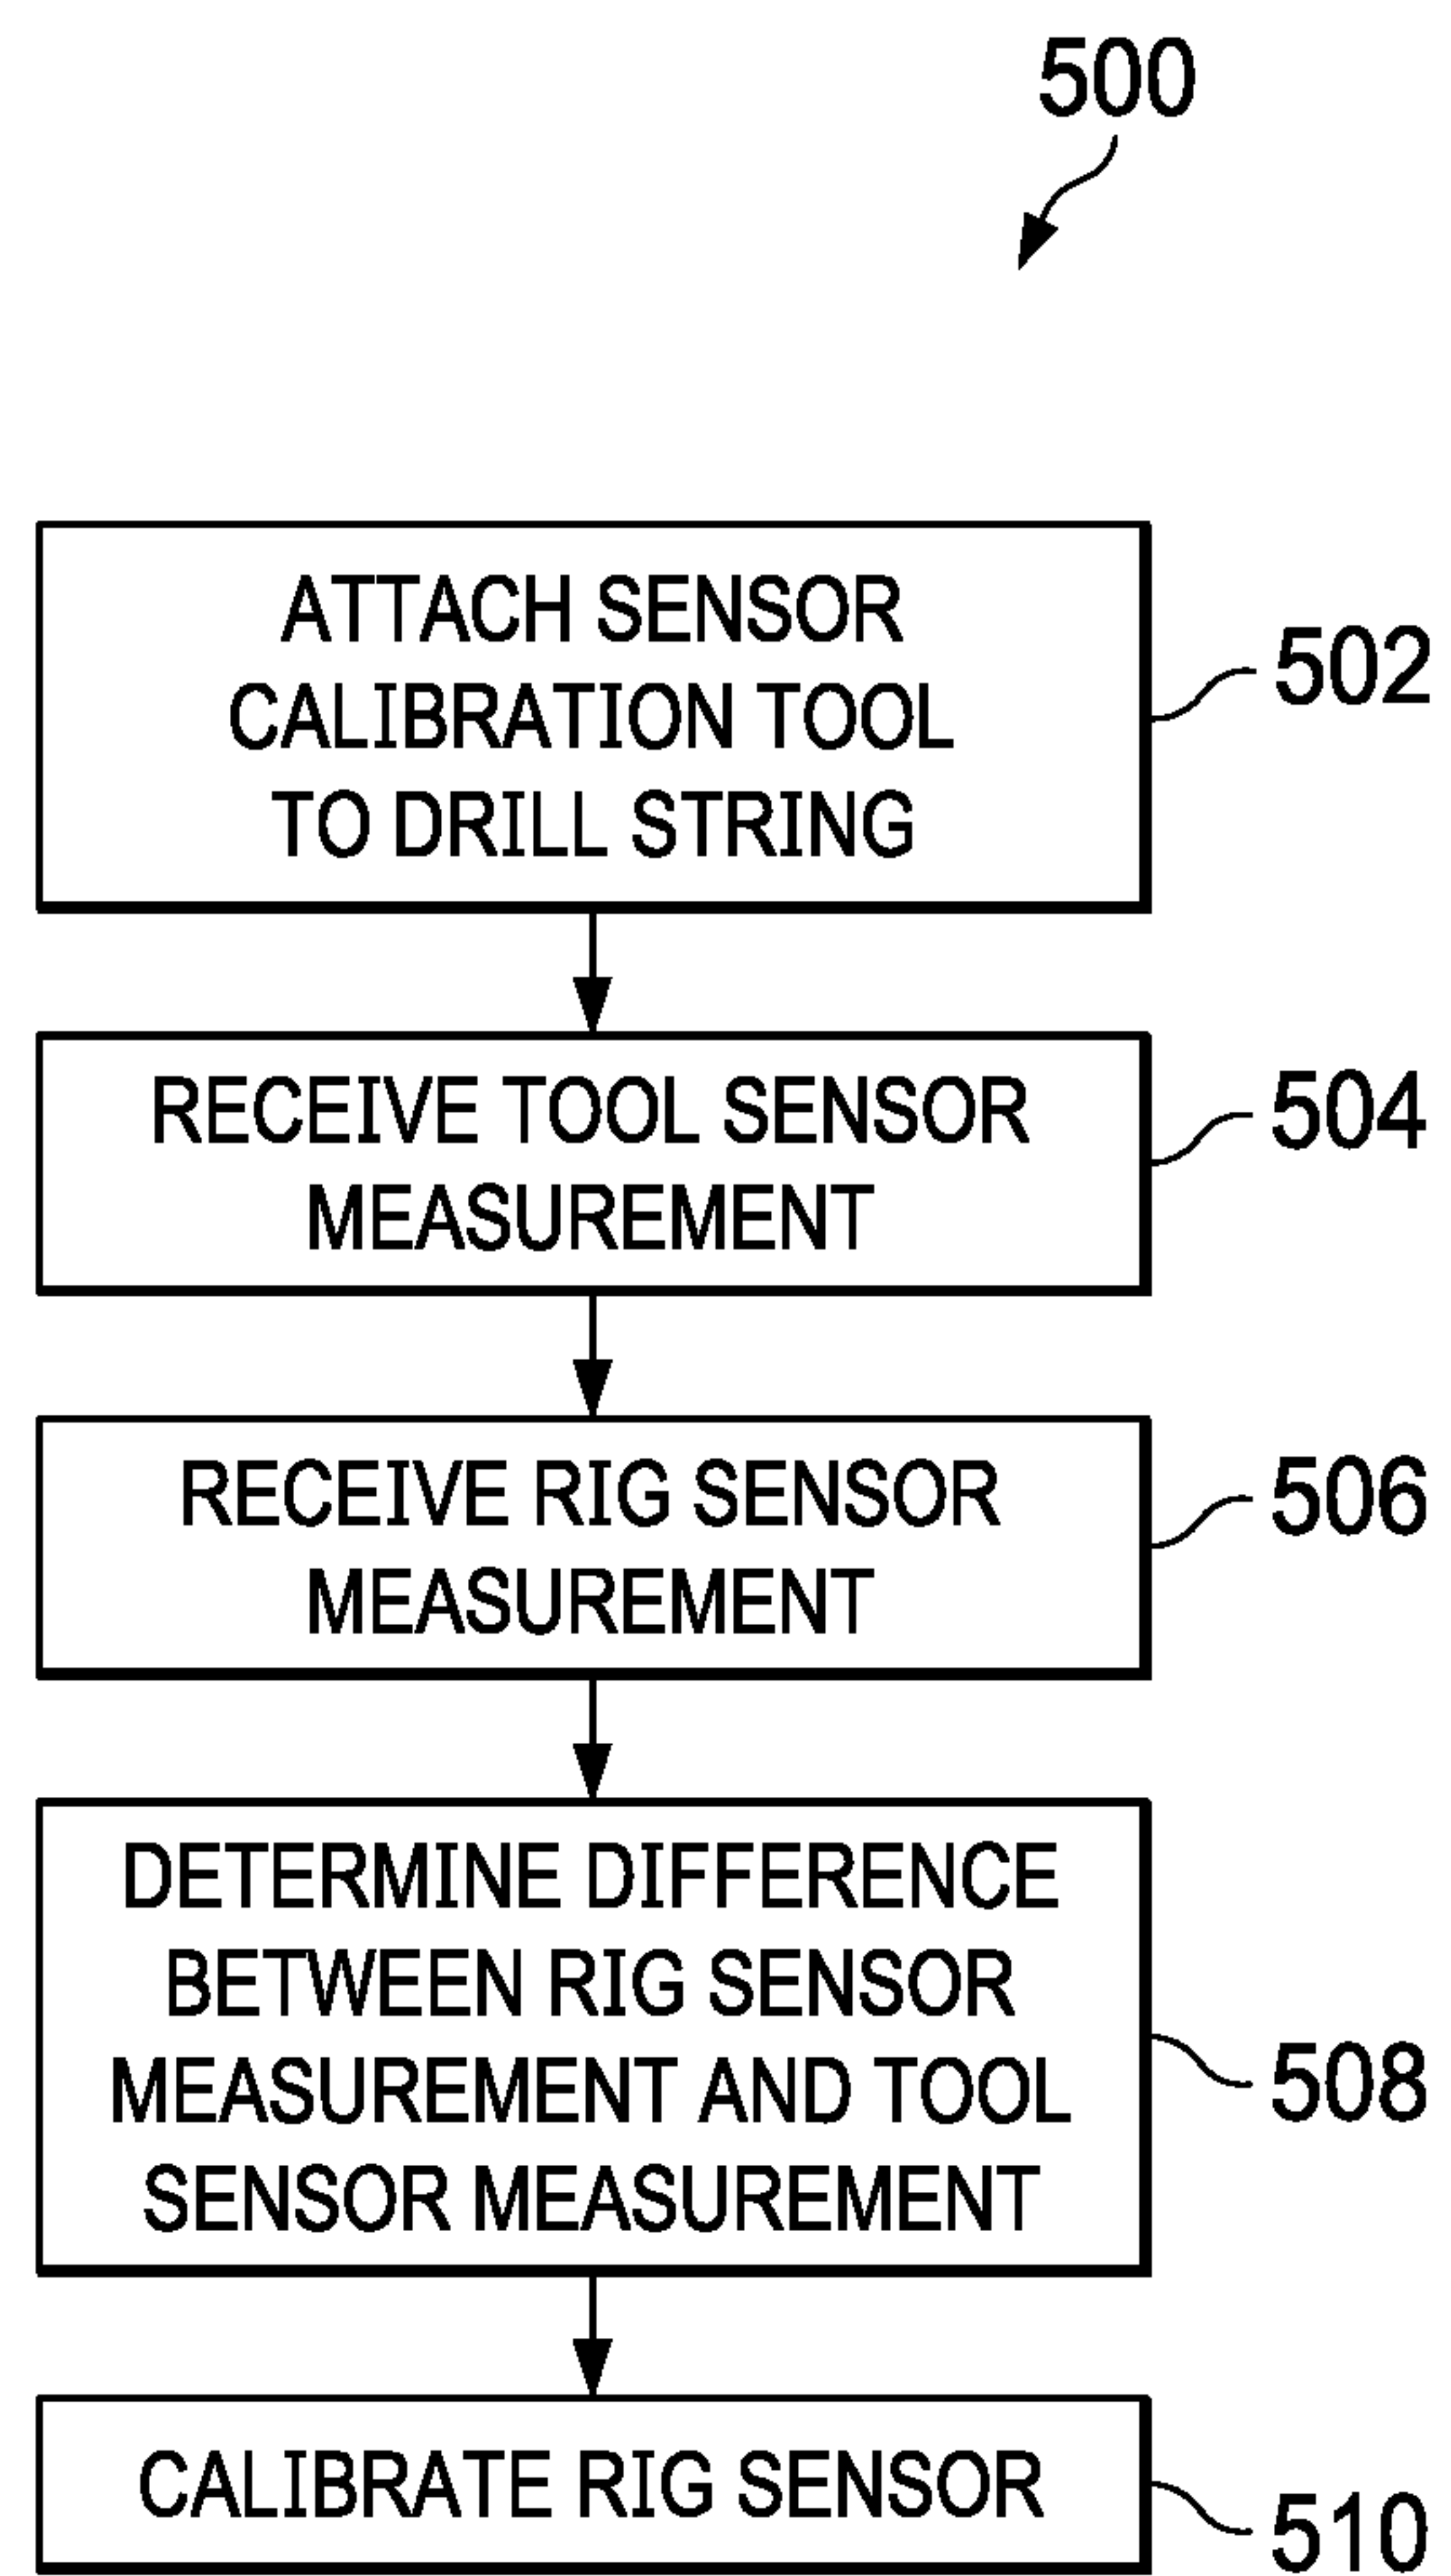 500
ATTACH SENSOR
CALIBRATION TOOL
TO DRILL STRING
502
RECEIVE TOOL SENSOR
MEASUREMENT
504
RECEIVE RIG SENSOR
MEASUREMENT
506
DETERMINE DIFFERENCE
BETWEEN RIG SENSOR
MEASUREMENT AND TOOL
SENSOR MEASUREMENT
508
CALIBRATE RIG SENSOR
510